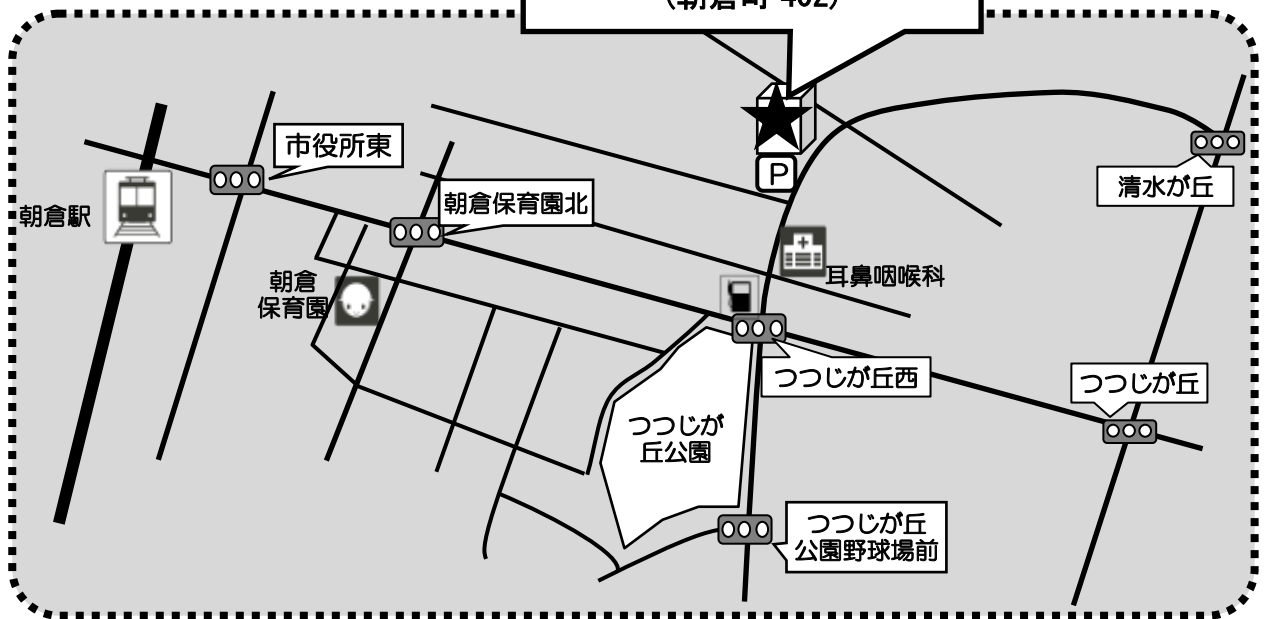 (朝倉町 402)
市役所東
朝倉保育園北
P
清水が丘
朝倉駅
朝倉
保育園
耳鼻咽喉科
つつじが丘西
つつじが丘
つつじが
丘公園
つつじが丘
公園野球場前